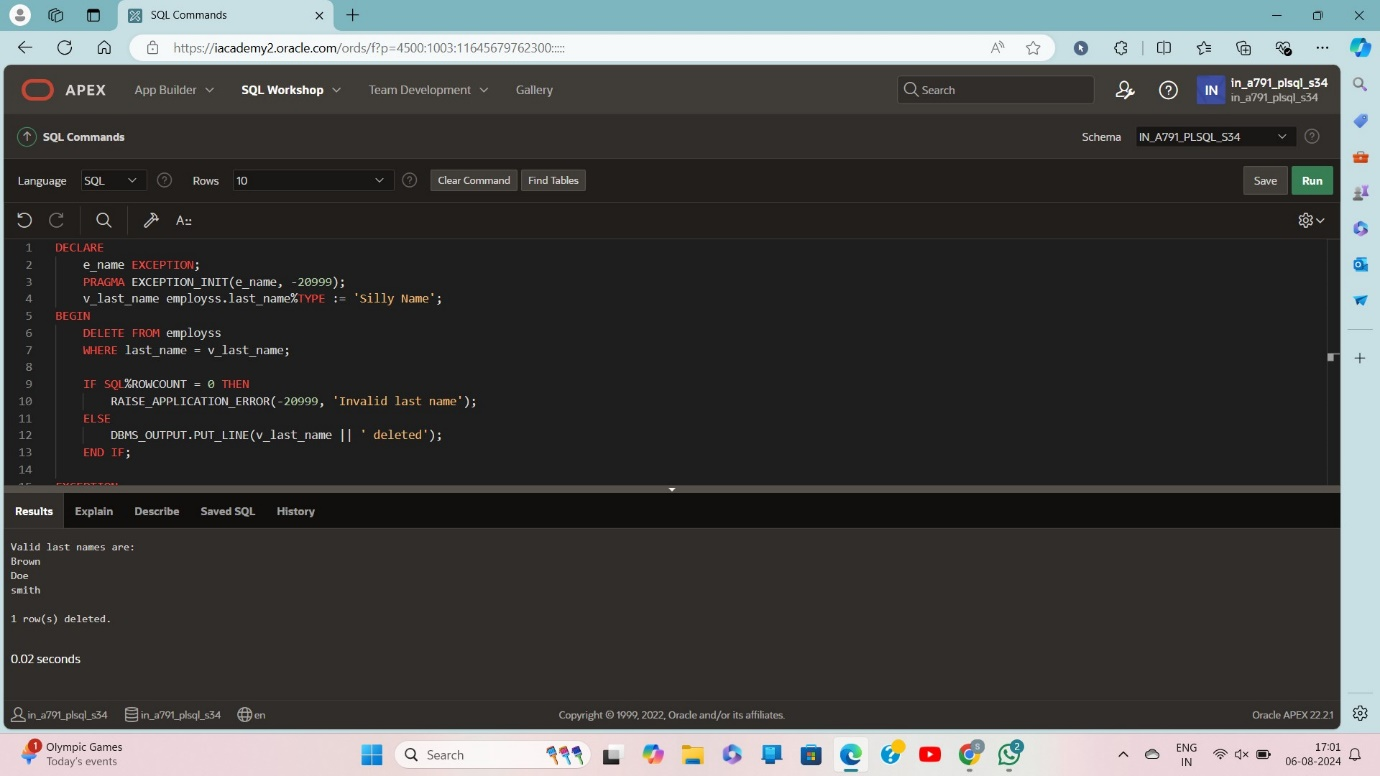 SQL Commands
https://iacademy2.oracle.com/ords/f?p=4500:1003:11645679762300:::::
APEX App Builder SQL Workshop Team Development Gallery Search IN in_a791_plsql_s34
in_a791_plsql_s34
SQL Commands Schema IN_A791_PLSQL_S34
Language SQL Rows 10 Clear Command Find Tables Save Run
A::
1 DECLARE
2 e_name EXCEPTION;
3 PRAGMA EXCEPTION_INIT(e_name, -20999);
4 v_last_name employss.last_name%TYPE := 'Silly Name';
5 BEGIN
6 DELETE FROM employss
7 WHERE last_name = v_last_name;
8
9 IF SQL%ROWCOUNT = 0 THEN
10 RAISE_APPLICATION_ERROR(-20999, 'Invalid last name');
11 ELSE
12 DBMS_OUTPUT.PUT_LINE(v_last_name || ' deleted');
13 END IF;
14
15 EXCEPTION
Results Explain Describe Saved SQL History
Valid last names are:
Brown
Doe
smith
1 row(s) deleted.
0.02 seconds
in_a791_plsql_s34 in_a791_plsql_s34 en Copyright © 1999, 2022, Oracle and/or its affiliates. Oracle APEX 22.2.1
1 Olympic Games
Today's events
Search
S
2
ENG
IN
17:01
06-08-2024